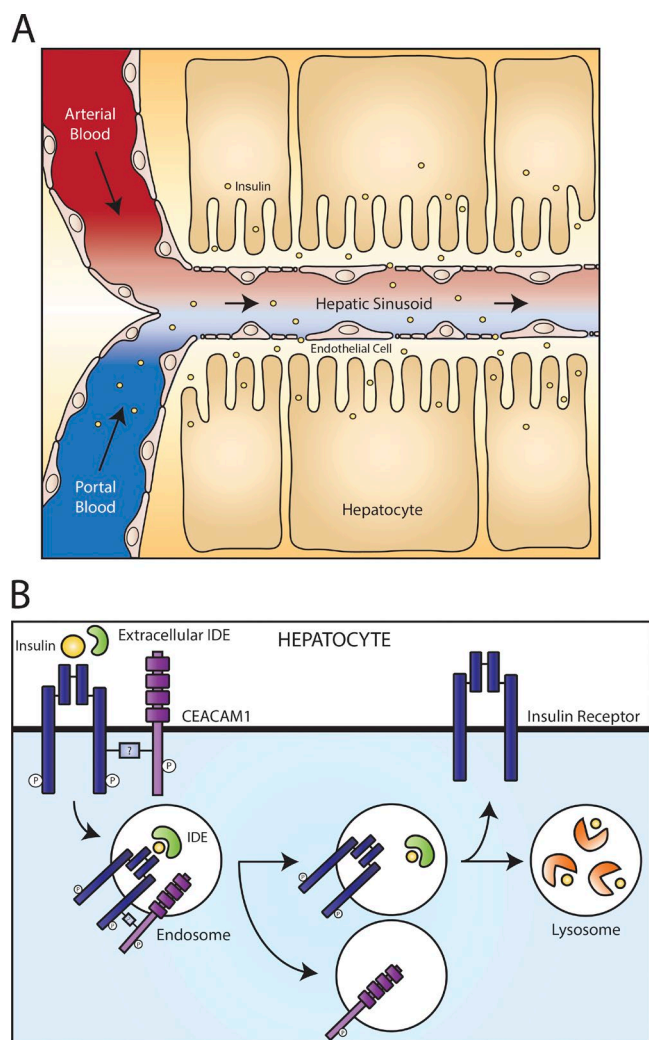 A
Arterial
Blood
Insulin
Hepatic Sinusoid
Endothelial Cell
Portal
Blood
Hepatocyte
B
Insulin
Extracellular IDE
HEPATOCYTE
CEACAM1
Insulin Receptor
?
P
P
P
IDE
P
P
P
Endosome
P
P
Lysosome
P